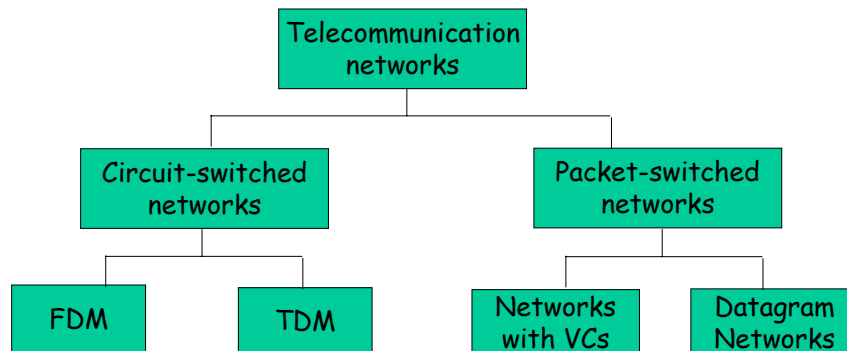 Telecommunication
networks
Circuit-switched
networks
Packet-switched
networks
FDM
TDM
Networks
with VCs
Datagram
Networks